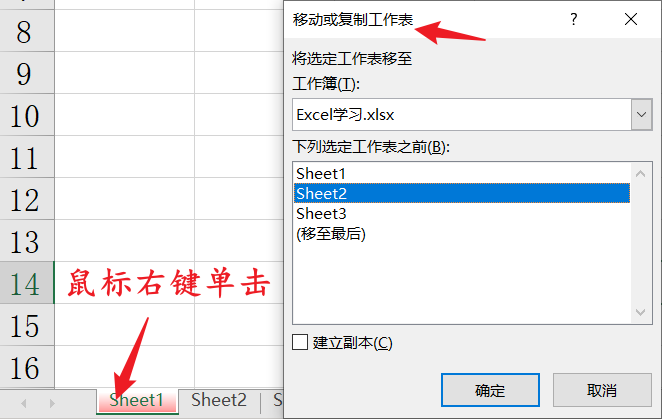 7
8
9
10
11
12
13
14
15
16
鼠标右键单击
Sheet1 Sheet2 S
移动或复制工作表 ?
将选定工作表移至
工作簿(T):
Excel学习.xlsx
下列选定工作表之前(B):
Sheet1
Sheet2
Sheet3
(移至最后)
建立副本(C)
确定 取消